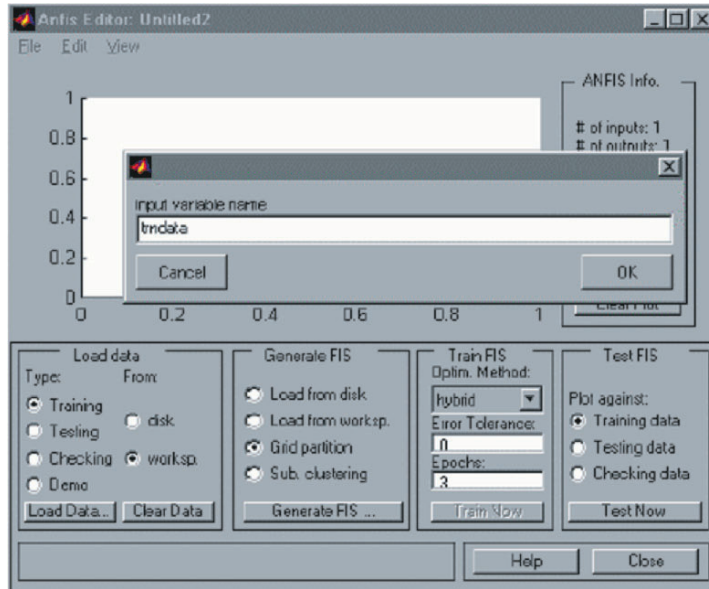 Anfis Editor: Untitled2
File Edit View
ANFIS Info.
# of inputs: 1
# of outputs: 1
1
0.8
0.6
0.4
0.2
0
0 0.2 0.4 0.6 0.8 1
input variable name
trndata
Cancel OK
Clear Plot
Load data
Type: From:
Training
disk
Testing
Checking worksp.
Demo
Load Data... Clear Data
Generate FIS
Load from disk
Load from worksp.
Grid partition
Sub. clustering
Generate FIS ...
Train FIS
Optim. Method:
hybrid
Error Tolerance:
0
Epochs:
3
Train Now
Test FIS
Plot against:
Training data
Testing data
Checking data
Test Now
Help Close